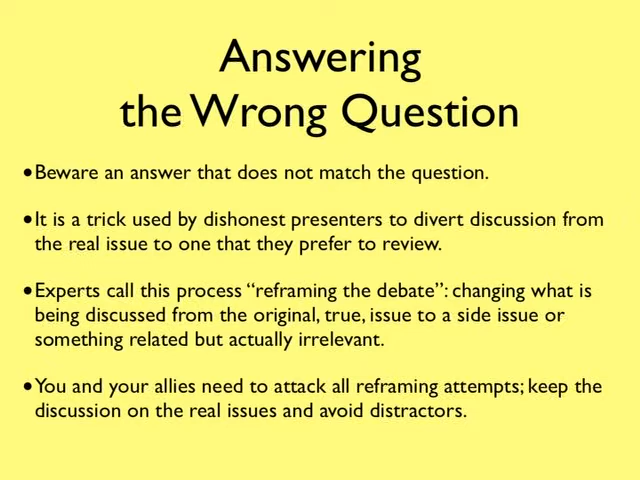 Answering
the Wrong Question
•Beware an answer that does not match the question.
•It is a trick used by dishonest presenters to divert discussion from
the real issue to one that they prefer to review.
•Experts call this process “reframing the debate”: changing what is
being discussed from the original, true, issue to a side issue or
something related but actually irrelevant.
•You and your allies need to attack all reframing attempts; keep the
discussion on the real issues and avoid distractors.